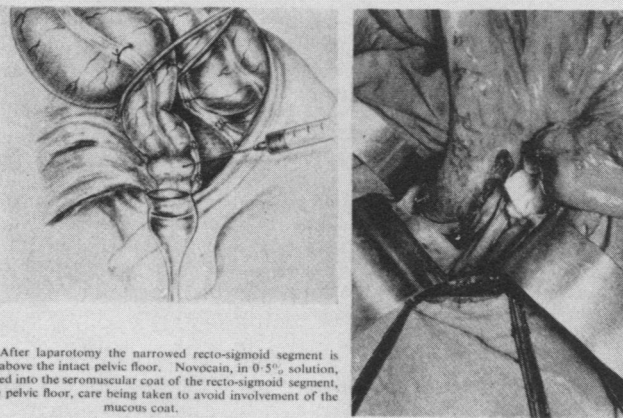 After laparotomy the narrowed recto-sigmoid segment is
above the intact pelvic floor. Novocain, in 0·5%, solution,
ed into the seromuscular coat of the recto-sigmoid segment,
pelvic floor, care being taken to avoid involvement of the
mucous coat.